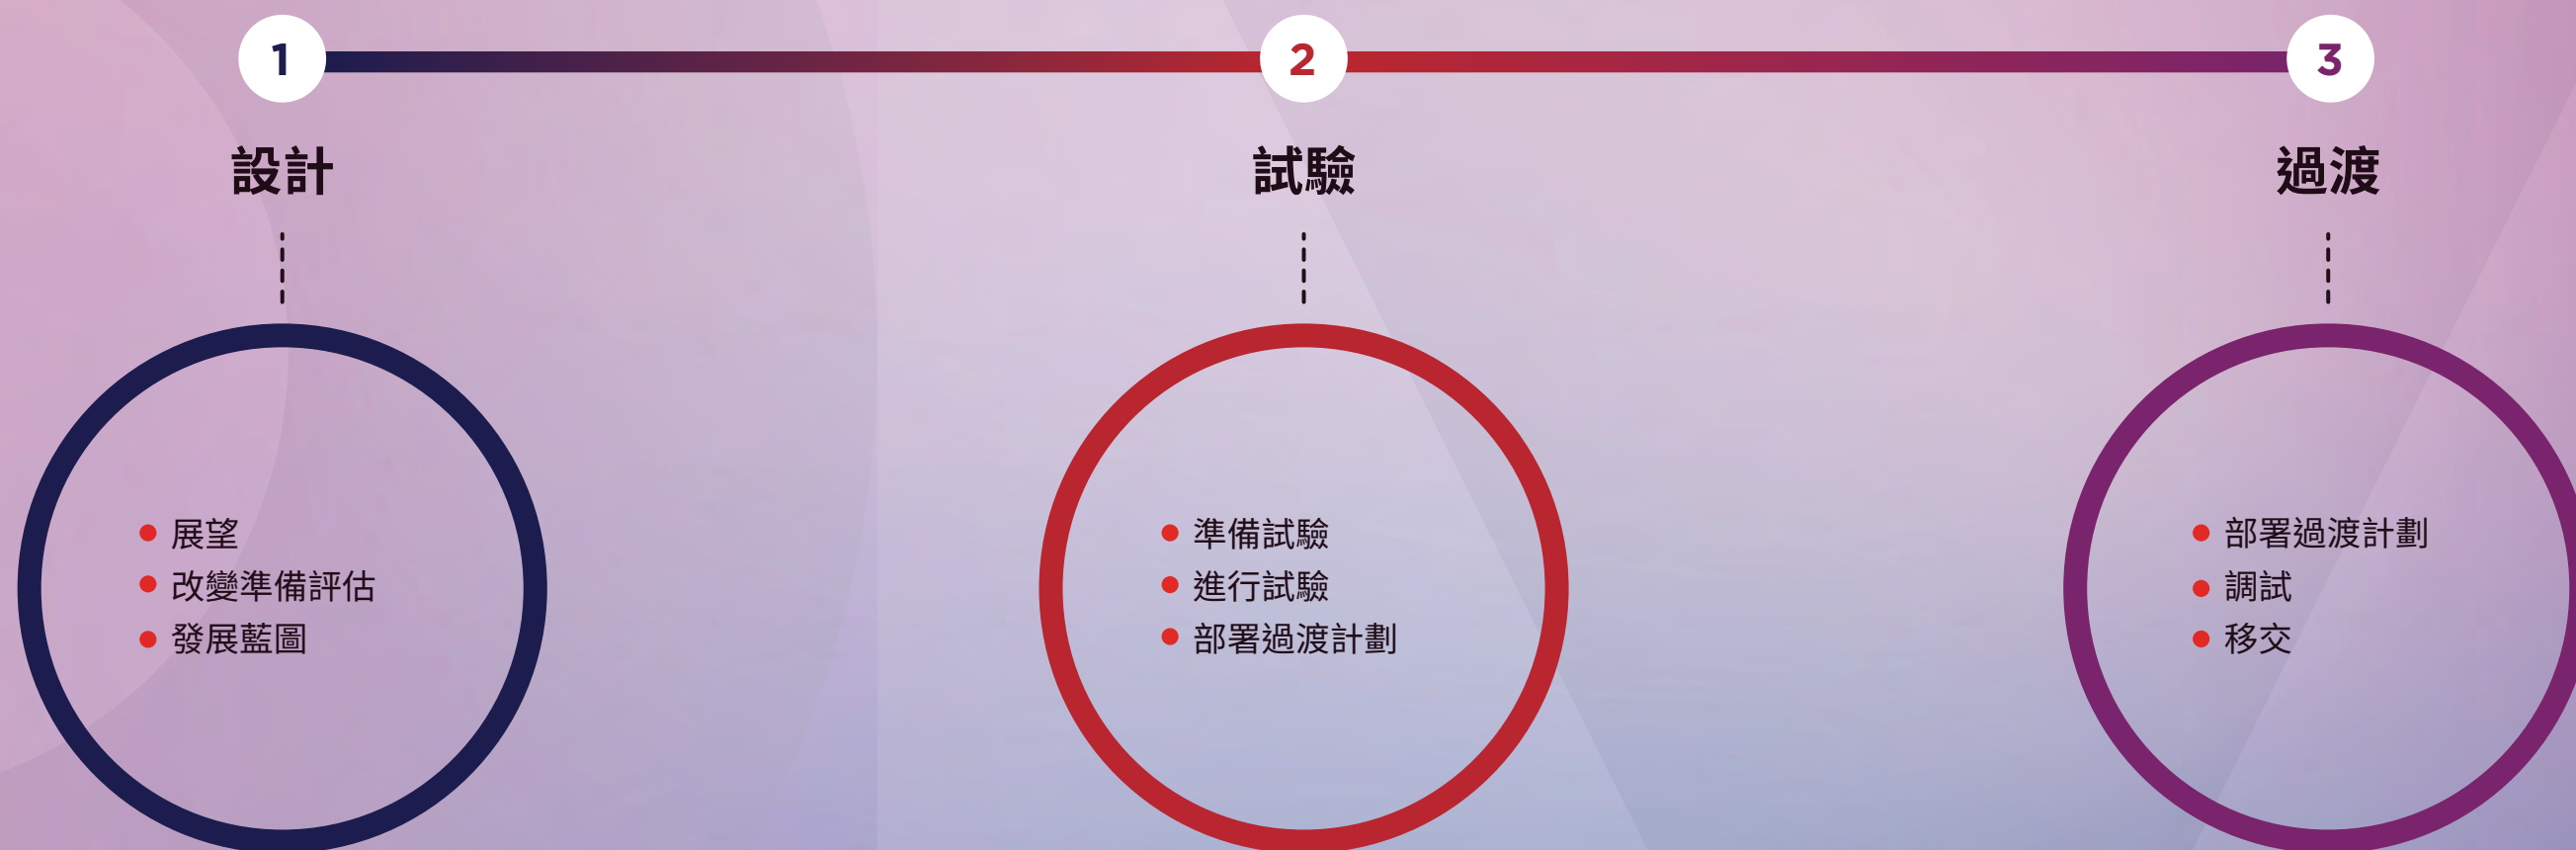 1
2
3
設計
試驗
過渡
展望
改變準備評估
發展藍圖
準備試驗
進行試驗
部署過渡計劃
部署過渡計劃
調試
移交